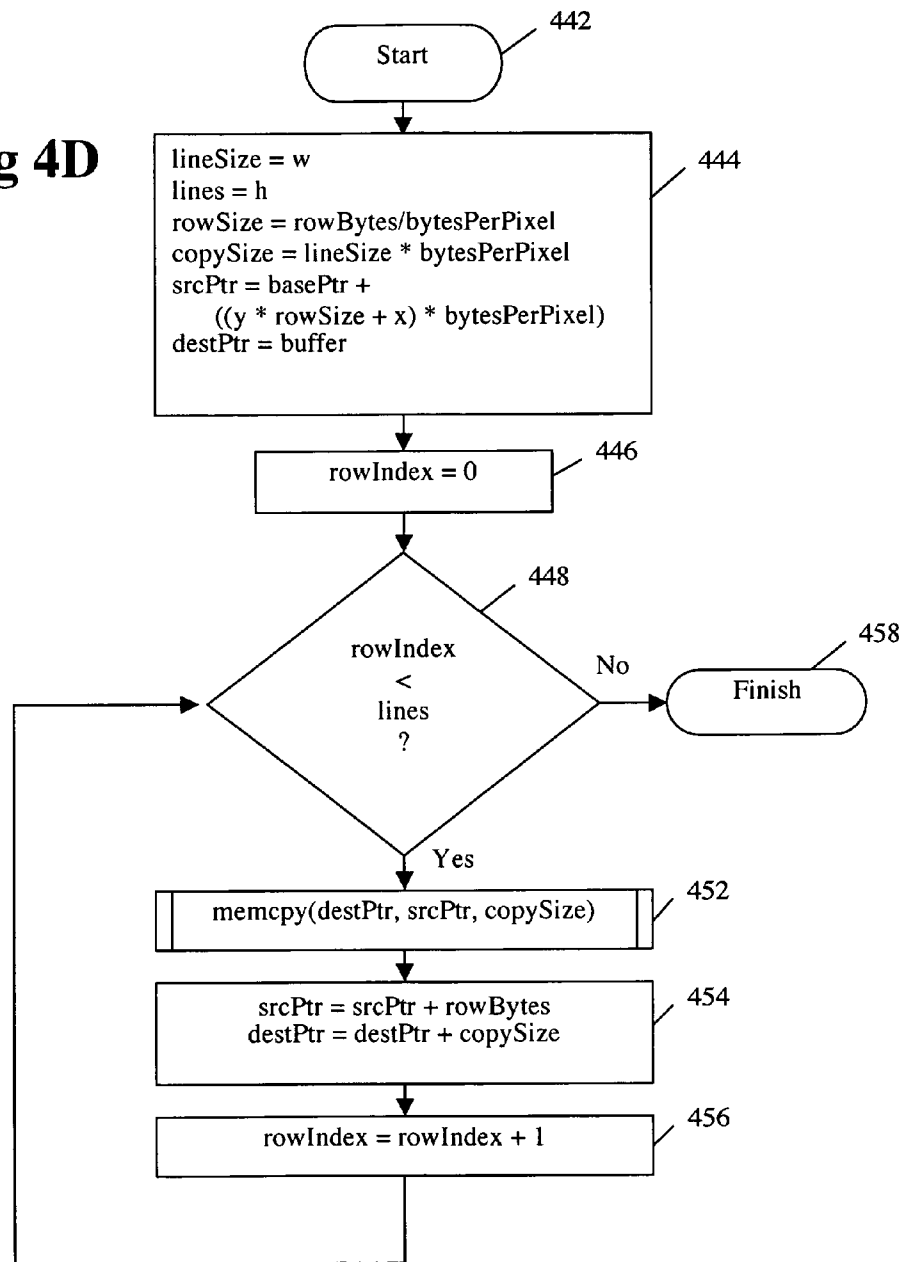 442
Start
g 4D
444
lineSize = w
lines = h
rowSize = rowBytes/bytesPerPixel
copySize = lineSize * bytesPerPixel
srcPtr = basePtr +
((y * rowSize + x) * bytesPerPixel)
destPtr = buffer
446
rowIndex = 0
448
rowIndex
<
lines
?
No
458
Finish
Yes
452
memcpy(destPtr, srcPtr, copySize)
454
srcPtr = srcPtr + rowBytes
destPtr = destPtr + copySize
456
rowIndex = rowIndex + 1